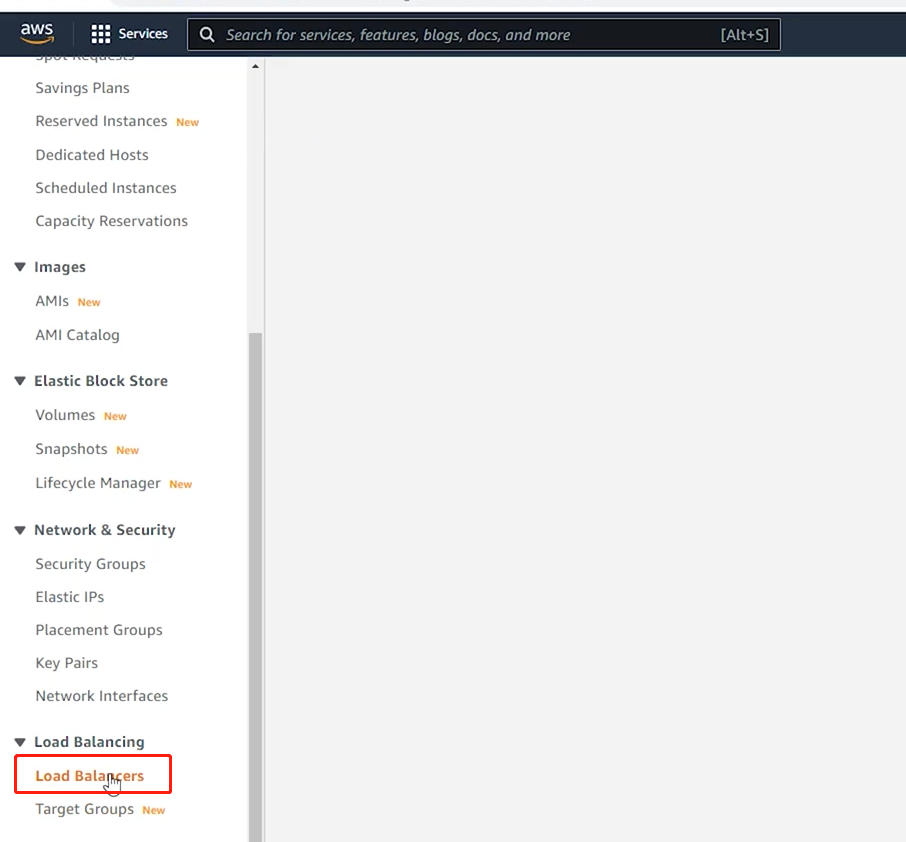 aws
Services
Search for services, features, blogs, docs, and more
[Alt+S]
Spot Requests
Savings Plans
Reserved Instances New
Dedicated Hosts
Scheduled Instances
Capacity Reservations
Images
AMIs New
AMI Catalog
Elastic Block Store
Volumes New
Snapshots New
Lifecycle Manager New
Network & Security
Security Groups
Elastic IPs
Placement Groups
Key Pairs
Network Interfaces
Load Balancing
Load Balancers
Target Groups New